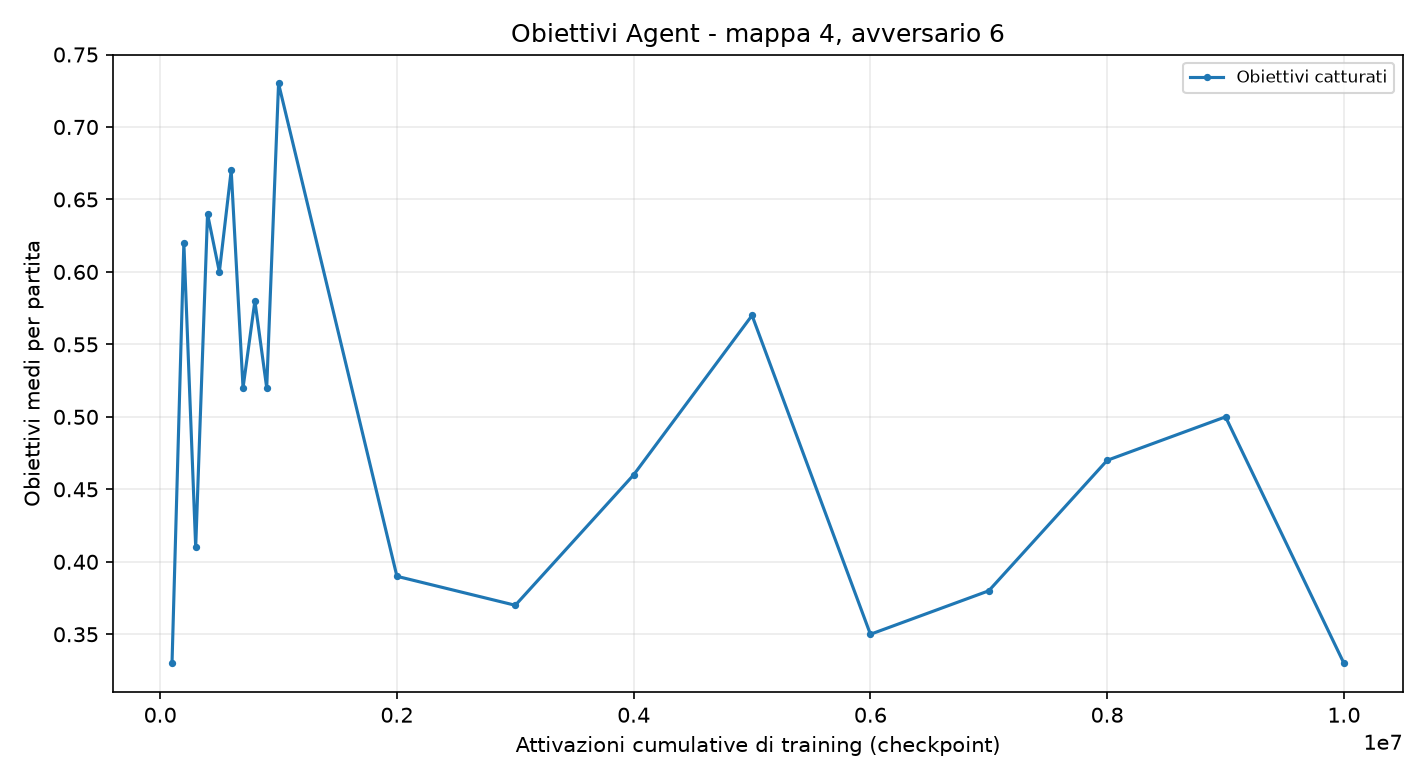 Obiettivi Agent - mappa 4, avversario 6
Obiettivi catturati
Obiettivi medi per partita
0.75
0.70
0.65
0.60
0.55
0.50
0.45
0.40
0.35
0.0 0.2 0.4 0.6 0.8 1.0
1e7
Attivazioni cumulative di training (checkpoint)